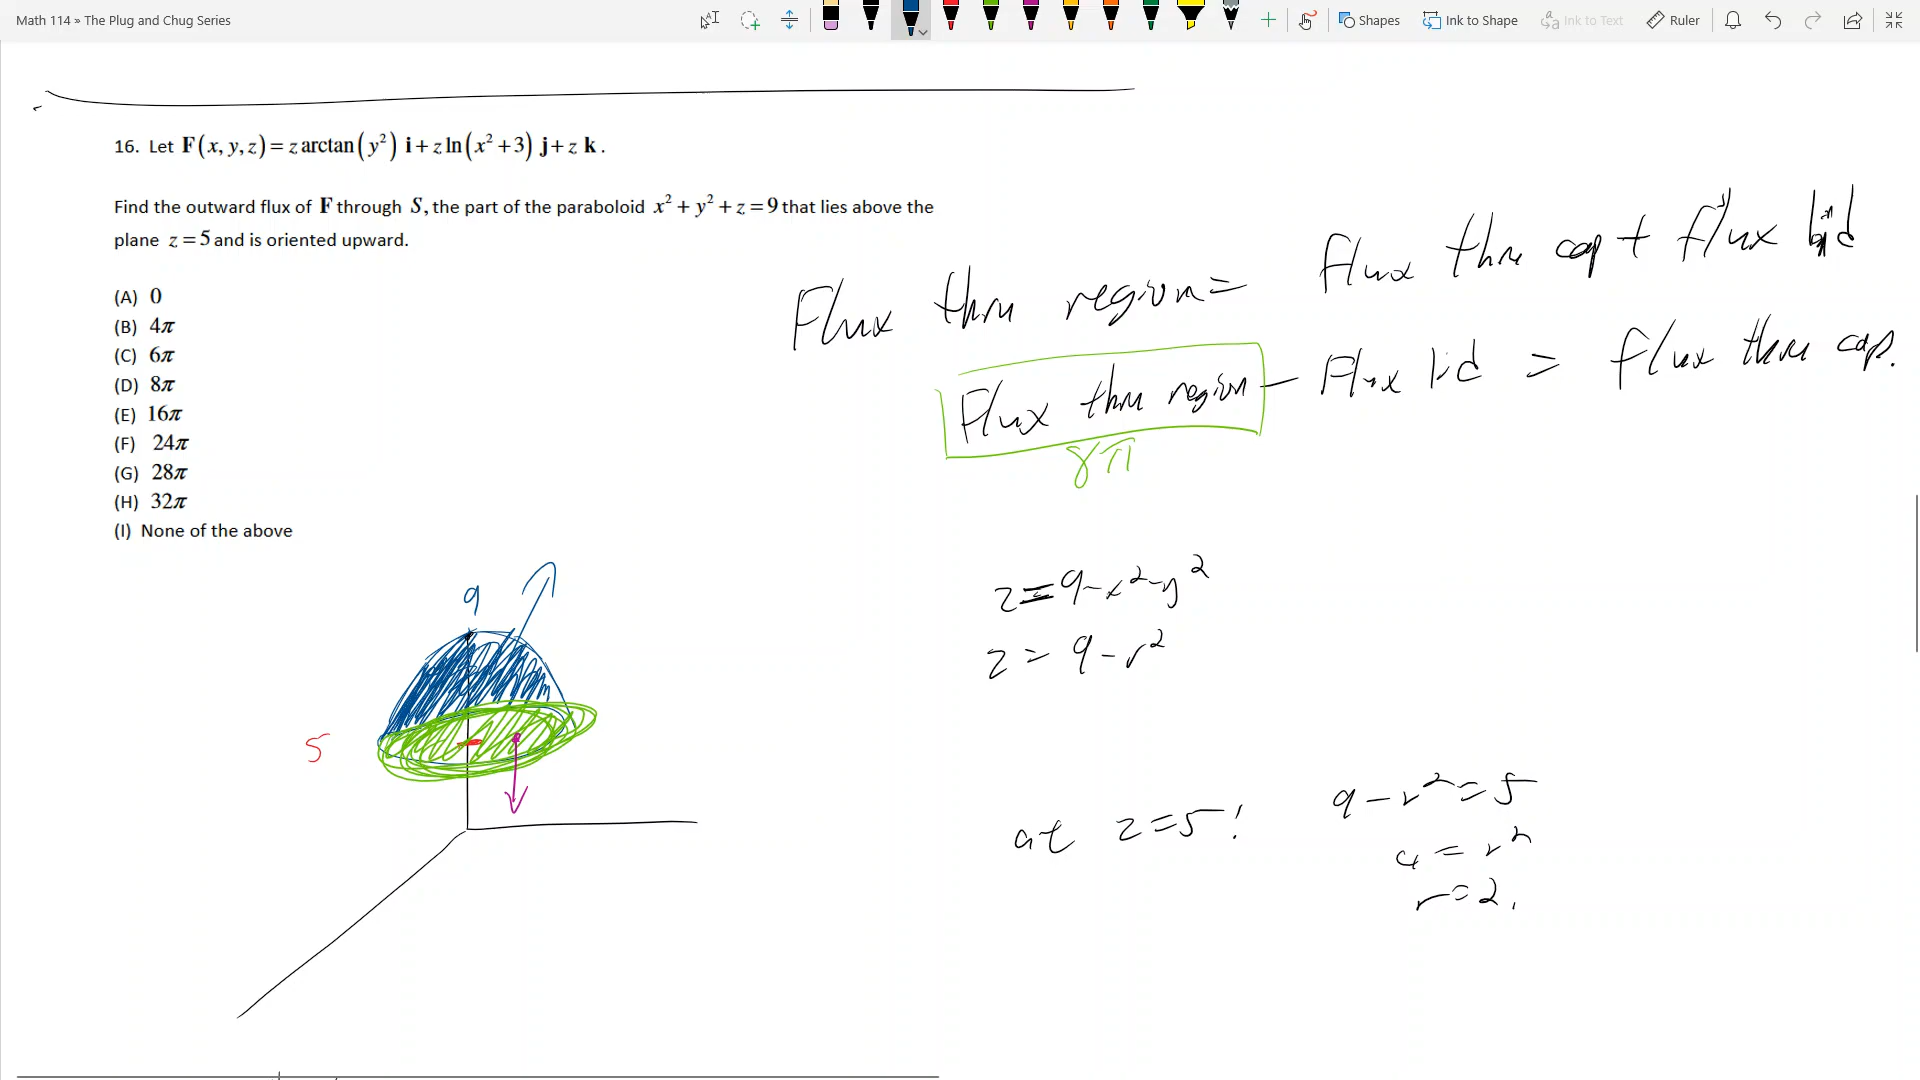 Math 114 » The Plug and Chug Series
Shapes
Ink to Shape
Ink to Text
Ruler
16. Let F(x, y, z) = z arctan(y²) i + z ln(x² + 3) j + z k.
Find the outward flux of F through S, the part of the paraboloid x² + y² + z = 9 that lies above the
plane z = 5 and is oriented upward.
(A) 0
(B) 4π
(C) 6π
(D) 8π
(E) 16π
(F) 24π
(G) 28π
(H) 32π
(I) None of the above
Flux thru region = flux thru cap + flux lid
Flux thru region - Flux lid = flux thru cap.
8π
z = 9 - x² - y²
z = 9 - r²
9
5
at z = 5!
9 - r² = 5
4 = r²
r = 2.